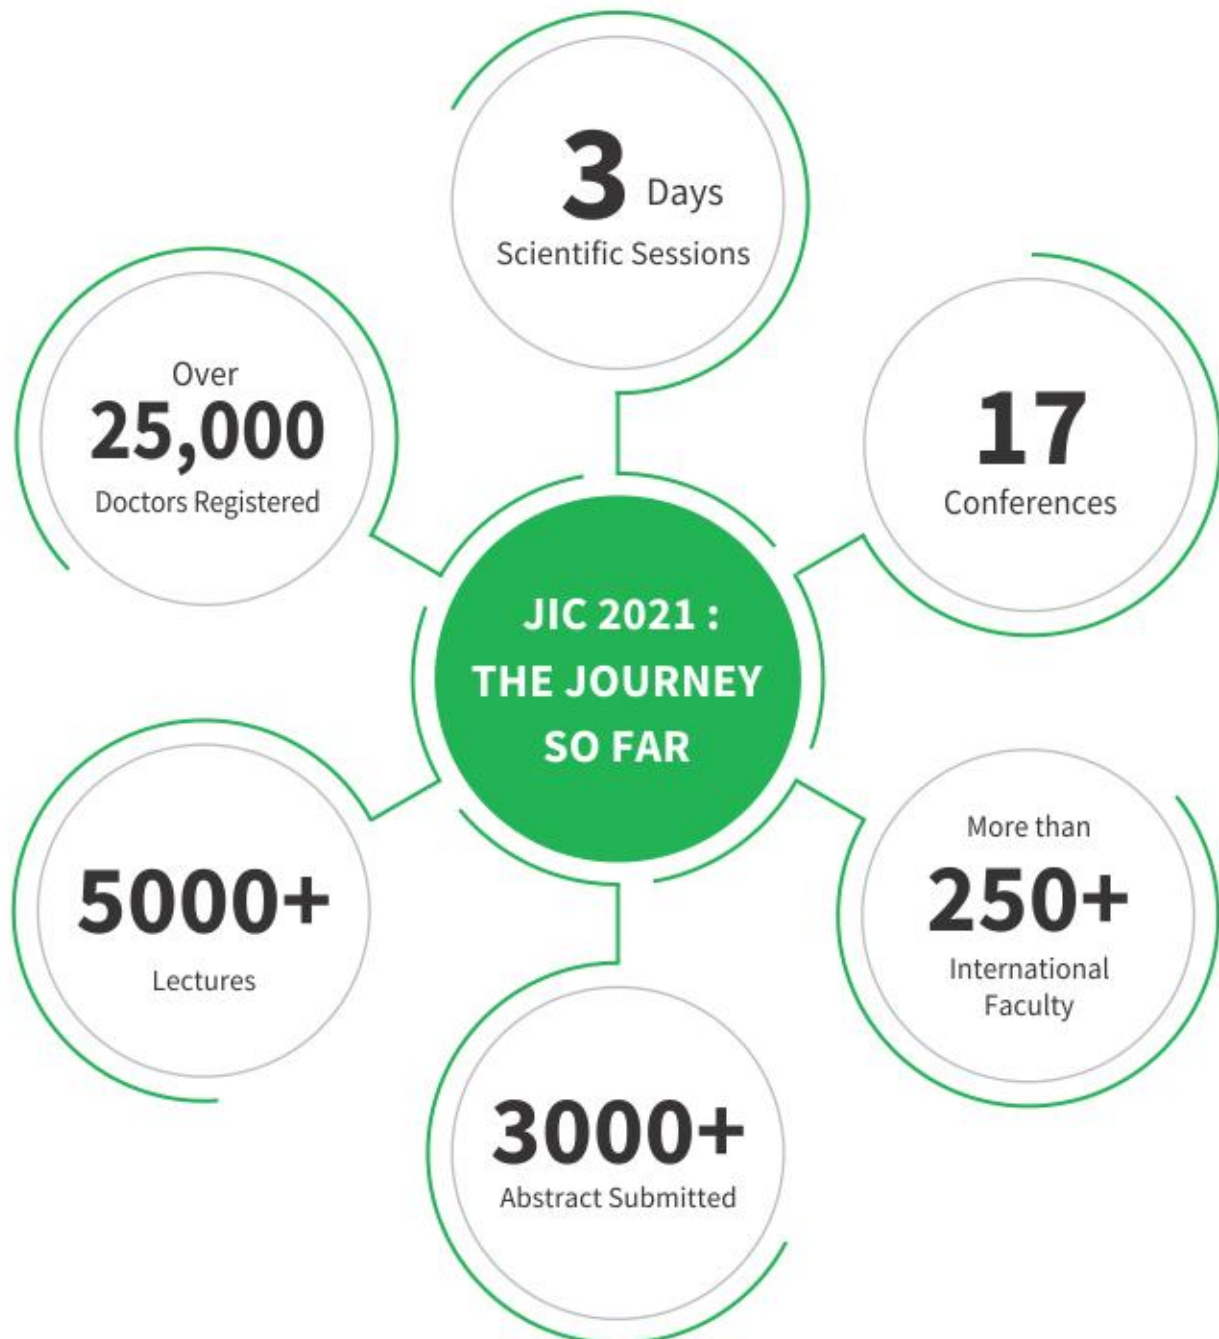 3 Days
Scientific Sessions
17
Conferences
More than
250+
International
Faculty
3000+
Abstract Submitted
5000+
Lectures
Over
25,000
Doctors Registered
JIC 2021 :
THE JOURNEY
SO FAR